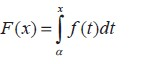 F(x) = ∫_α^x f(t)dt